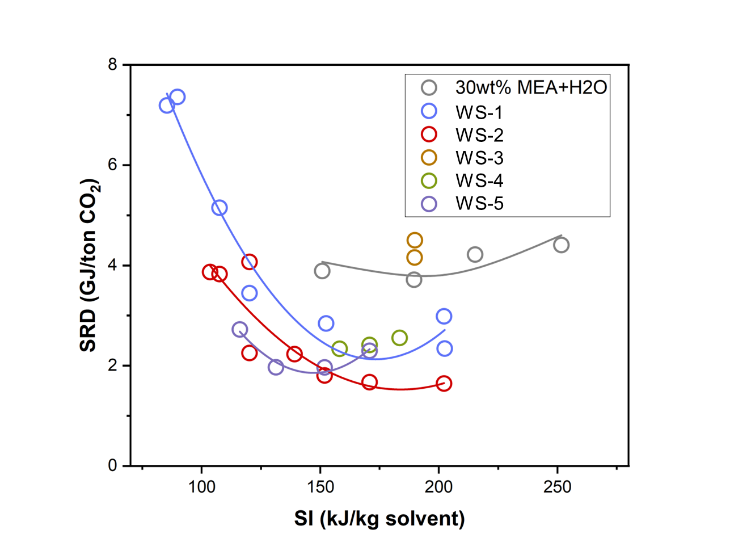 8
6
4
2
0
100
150
200
250
SRD (GJ/ton CO₂)
SI (kJ/kg solvent)
30wt% MEA+H2O
WS-1
WS-2
WS-3
WS-4
WS-5